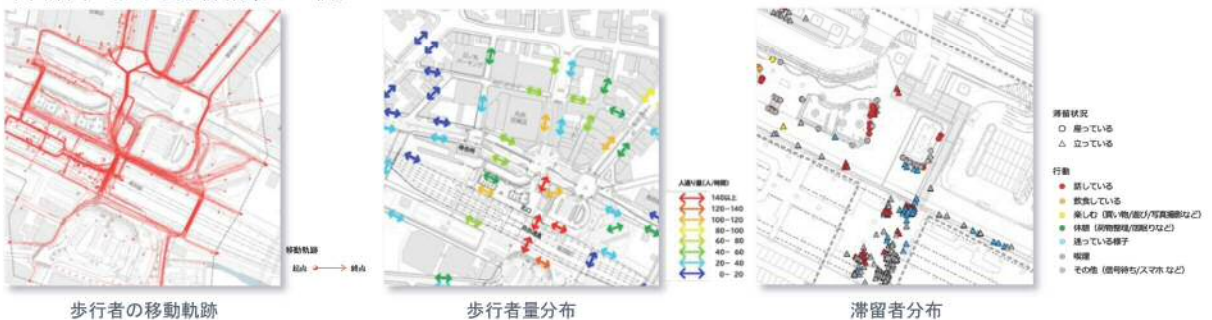 移動軌跡
起点 終点
歩行者の移動軌跡
人通り量(人/時間)
140以上
120-140
100-120
80-100
60- 80
40- 60
20- 40
0- 20
歩行者量分布
滞留状況
座っている
立っている
行動
話している
飲食している
楽しむ（買い物/遊び/写真撮影など）
休憩（荷物整理/居眠りなど）
迷っている様子
喫煙
その他（信号待ち/スマホ など）
滞留者分布